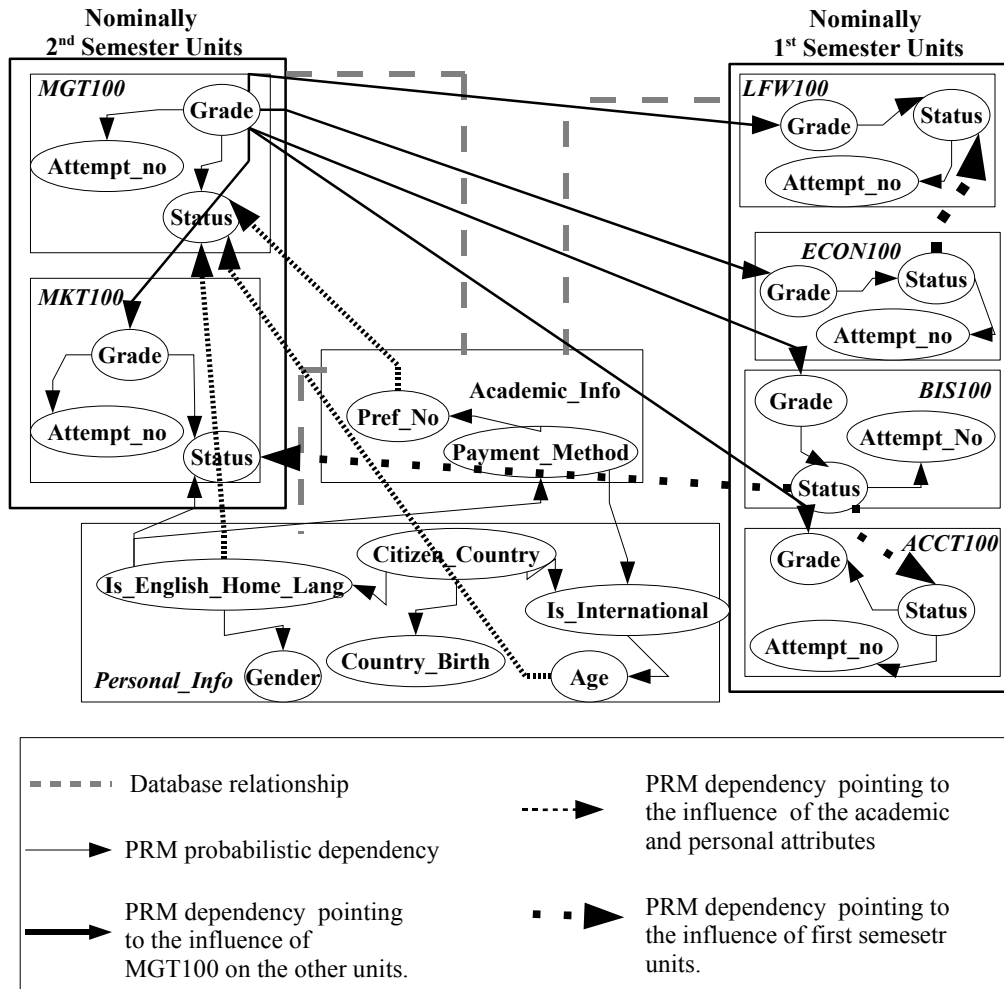 Nominally
2nd Semester Units
MGT100
Grade
Attempt_no
Status
MKT100
Grade
Attempt_no
Status
Nominally
1st Semester Units
LFW100
Grade
Status
Attempt_no
ECON100
Grade
Status
Attempt_no
BIS100
Grade
Attempt_No
Status
ACCT100
Grade
Status
Attempt_no
Academic_Info
Pref_No
Payment_Method
Citizen_Country
Is_English_Home_Lang
Is_International
Country_Birth
Gender
Age
Personal_Info
Database relationship
PRM probabilistic dependency
PRM dependency pointing
to the influence of
MGT100 on the other units.
PRM dependency pointing to
the influence of the academic
and personal attributes
PRM dependency pointing to
the influence of first semesetr
units.